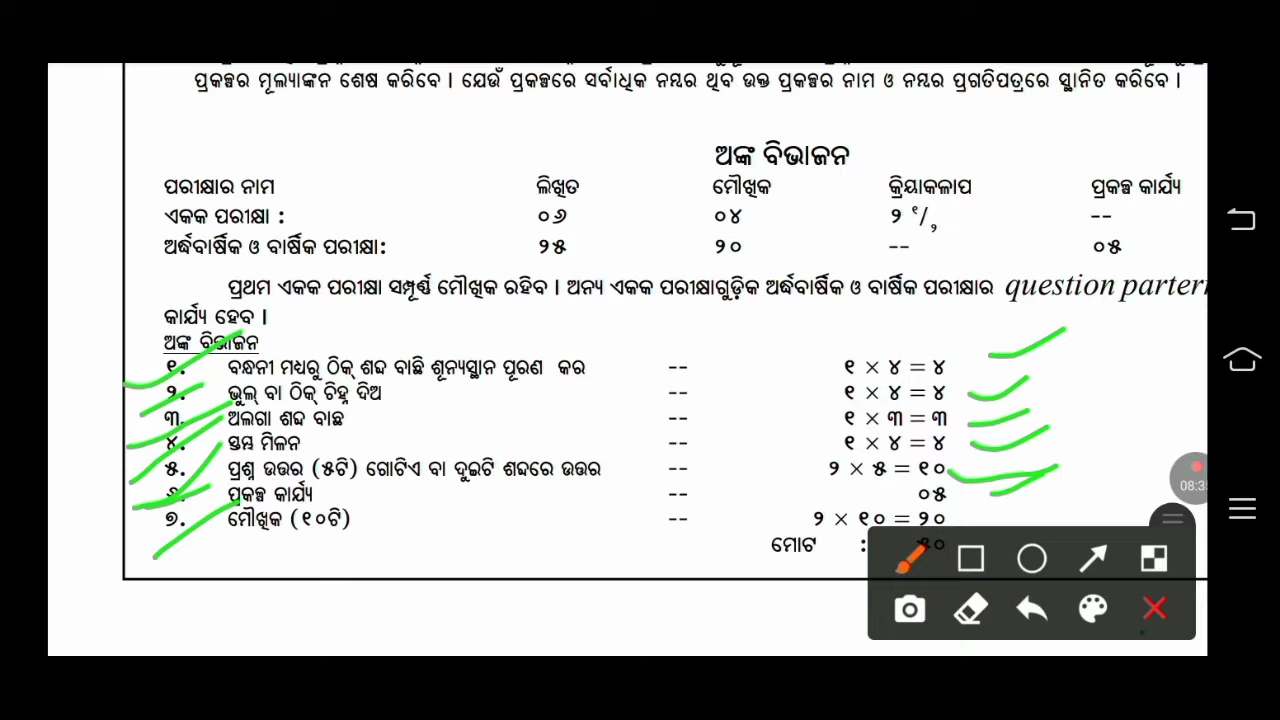 ପ୍ରକଳ୍ପର ମୂଲ୍ୟାଙ୍କନ ଶେଷ କରିବେ । ଯେଉଁ ପ୍ରକଳ୍ପରେ ସର୍ବାଧିକ ନମ୍ବର ଥିବ ଉକ୍ତ ପ୍ରକଳ୍ପର ନାମ ଓ ନମ୍ବର ପ୍ରଗତିପତ୍ରରେ ସ୍ଥାନିତ କରିବେ ।
ଅଙ୍କ ବିଭାଜନ
ପରୀକ୍ଷାର ନାମ ଲିଖିତ ମୌଖିକ କ୍ରିୟାକଳାପ ପ୍ରକଳ୍ପ କାର୍ଯ୍ୟ
ଏକକ ପରୀକ୍ଷା : ୦୬ ୦୪ ୨ ୧/୨ --
ଅର୍ଦ୍ଧବାର୍ଷିକ ଓ ବାର୍ଷିକ ପରୀକ୍ଷା: ୨୫ ୨୦ -- ୦୫
ପ୍ରଥମ ଏକକ ପରୀକ୍ଷା ସମ୍ପୂର୍ଣ୍ଣ ମୌଖିକ ରହିବ । ଅନ୍ୟ ଏକକ ପରୀକ୍ଷାଗୁଡ଼ିକ ଅର୍ଦ୍ଧବାର୍ଷିକ ଓ ବାର୍ଷିକ ପରୀକ୍ଷାର question partern
କାର୍ଯ୍ୟ ହେବ ।
ଅଙ୍କ ବିଭାଜନ
୧. ବନ୍ଧନୀ ମଧ୍ୟରୁ ଠିକ୍ ଶବ୍ଦ ବାଛି ଶୂନ୍ୟସ୍ଥାନ ପୂରଣ କର -- ୧ × ୪ = ୪
୨. ଭୁଲ୍ ବା ଠିକ୍ ଚିହ୍ନ ଦିଅ -- ୧ × ୪ = ୪
୩. ଅଲଗା ଶବ୍ଦ ବାଛ -- ୧ × ୩ = ୩
୪. ସ୍ତମ୍ଭ ମିଳନ -- ୧ × ୪ = ୪
୫. ପ୍ରଶ୍ନ ଉତ୍ତର (୫ଟି) ଗୋଟିଏ ବା ଦୁଇଟି ଶବ୍ଦରେ ଉତ୍ତର -- ୨ × ୫ = ୧୦
୬. ପ୍ରକଳ୍ପ କାର୍ଯ୍ୟ -- ୦୫
୭. ମୌଖିକ (୧୦ଟି) -- ୨ × ୧୦ = ୨୦
ମୋଟ :